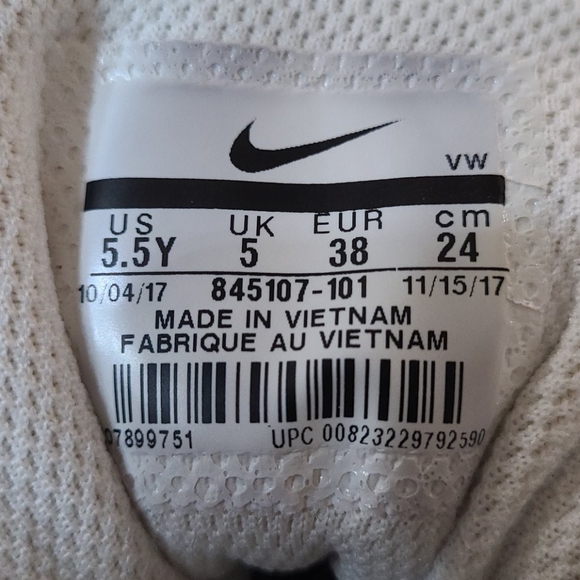 VW
US UK EUR cm
5.5Y 5 38 24
10/04/17 845107-101 11/15/17
MADE IN VIETNAM
FABRIQUE AU VIETNAM
07899751 UPC 00823229792590